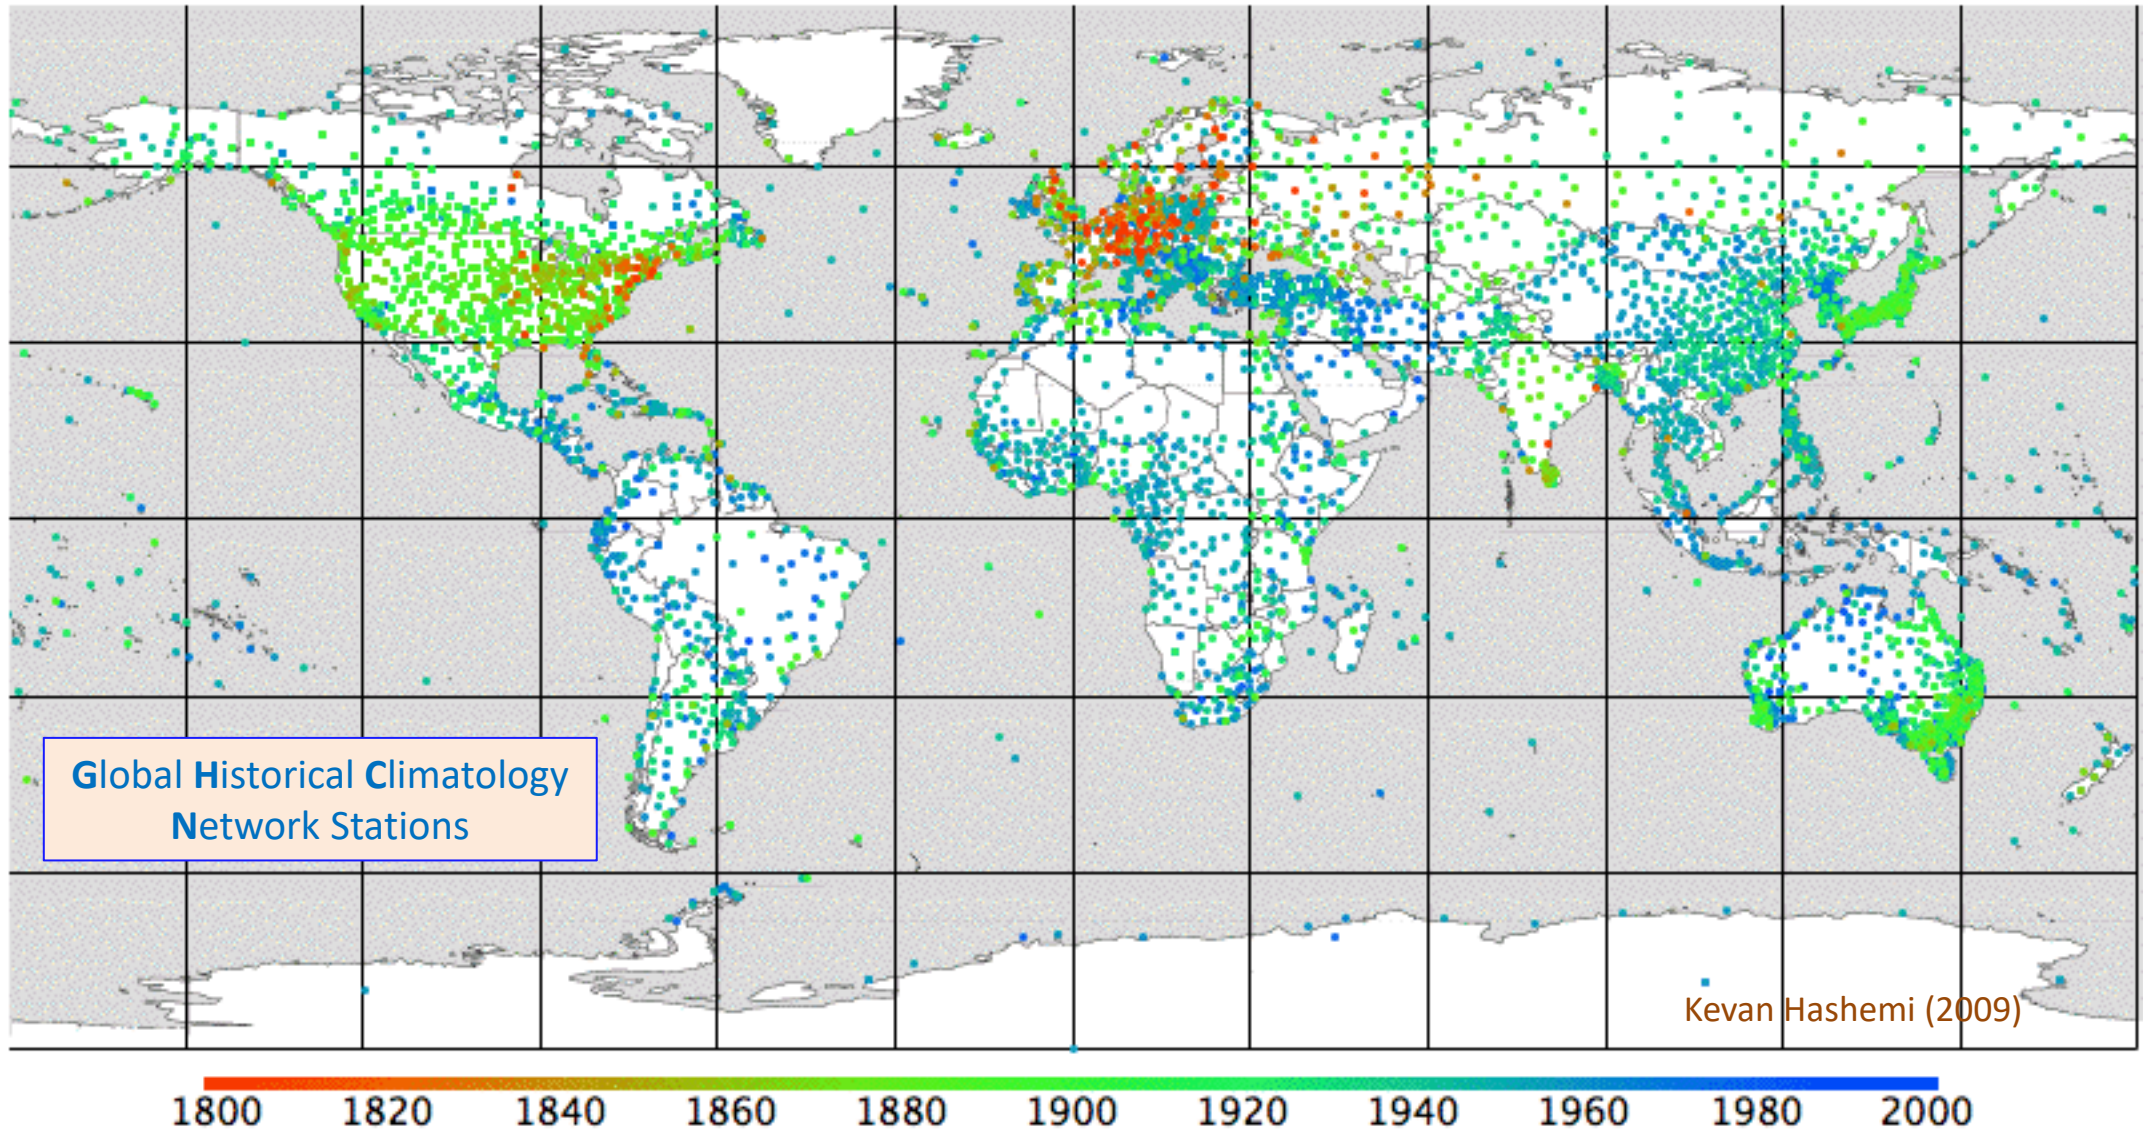 Global Historical Climatology
Network Stations
Kevan Hashemi (2009)
1800 1820 1840 1860 1880 1900 1920 1940 1960 1980 2000